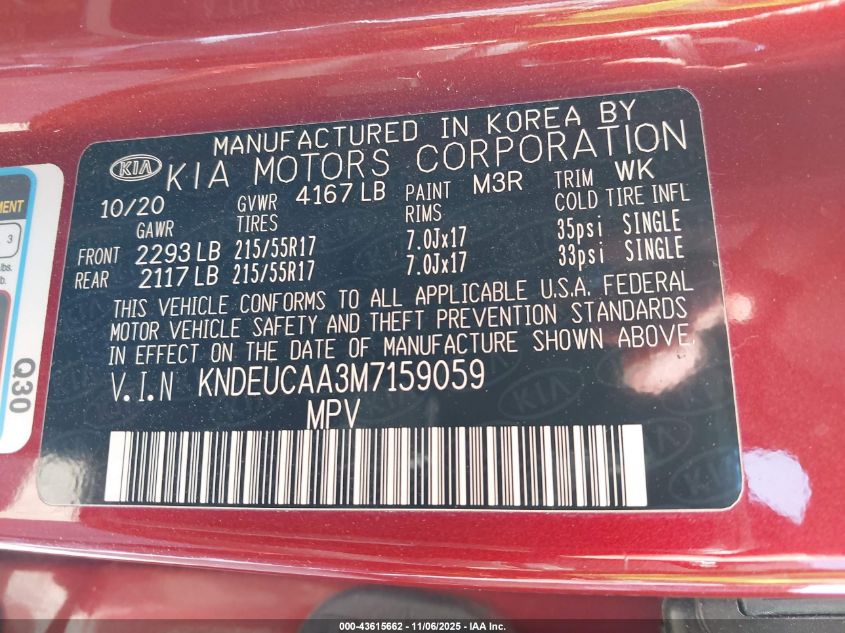 MANUFACTURED IN KOREA BY
KIA KIA MOTORS CORPORATION
10/20 GVWR 4167 LB PAINT M3R TRIM WK
GAWR TIRES RIMS COLD TIRE INFL
FRONT 2293 LB 215/55R17 7.0Jx17 35psi SINGLE
REAR 2117 LB 215/55R17 7.0Jx17 33psi SINGLE
THIS VEHICLE CONFORMS TO ALL APPLICABLE U.S.A. FEDERAL
MOTOR VEHICLE SAFETY AND THEFT PREVENTION STANDARDS
IN EFFECT ON THE DATE OF MANUFACTURE SHOWN ABOVE.
V.I.N KNDEUCAA3M7159059
MPV
3
Q30
000-43615662 - 11/06/2025 - IAA Inc.